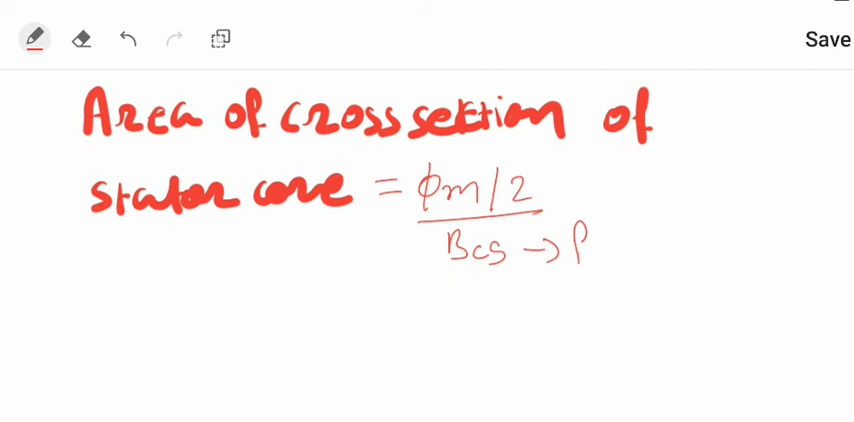 Save
Area of cross section of
stator core = φm/2
Bcs → P